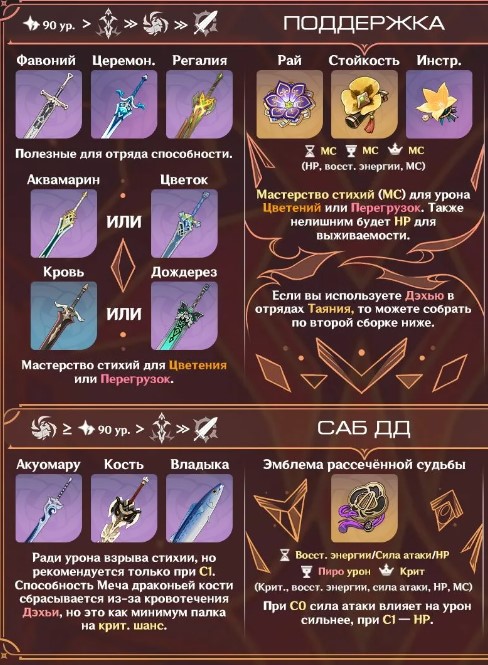 90 ур. > >> >>
ПОДДЕРЖКА
Фавоний Церемон. Регалия
Полезные для отряда способности.
Аквамарин Цветок
ИЛИ
Кровь Дождерез
ИЛИ
Мастерство стихий для Цветения
или Перегрузок.
Рай Стойкость Инстр.
МС МС МС
(HP, восст. энергии, МС)
Мастерство стихий (МС) для урона
Цветений или Перегрузок. Также
нелишним будет HP для
выживаемости.
Если вы используете Дэхью в
отрядах Таяния, то можете собрать
по второй сборке ниже.
≥ 90 ур. > >> >>
САБ ДД
Акуомару Кость Владыка
Ради урона взрыва стихии, но
рекомендуется только при С1.
Способность Меча драконьей кости
сбрасывается из-за кровотечения
Дэхьи, но это как минимум палка
на крит. шанс.
Эмблема рассечённой судьбы
Восст. энергии/Сила атаки/HP
Пиро урон Крит
(Крит., восст. энергии, сила атаки, HP, МС)
При С0 сила атаки влияет на урон
сильнее, при С1 — HP.